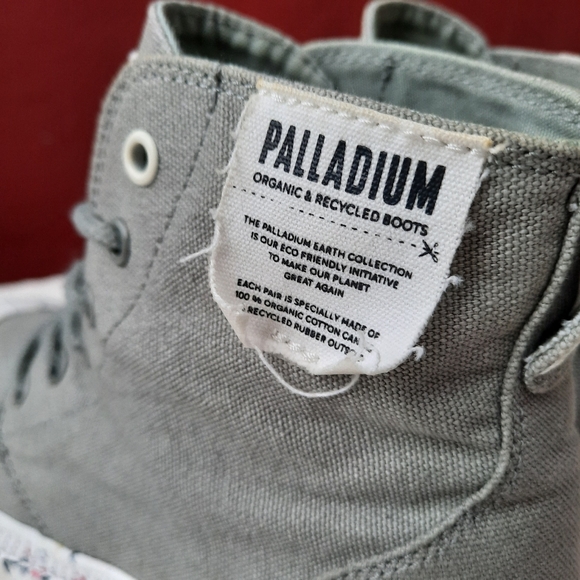 PALLADIUM
ORGANIC & RECYCLED BOOTS
THE PALLADIUM EARTH COLLECTION
IS OUR ECO FRIENDLY INITIATIVE
TO MAKE OUR PLANET
GREAT AGAIN
EACH PAIR IS SPECIALLY MADE OF
100 % ORGANIC COTTON CAN
RECYCLED RUBBER OUTS